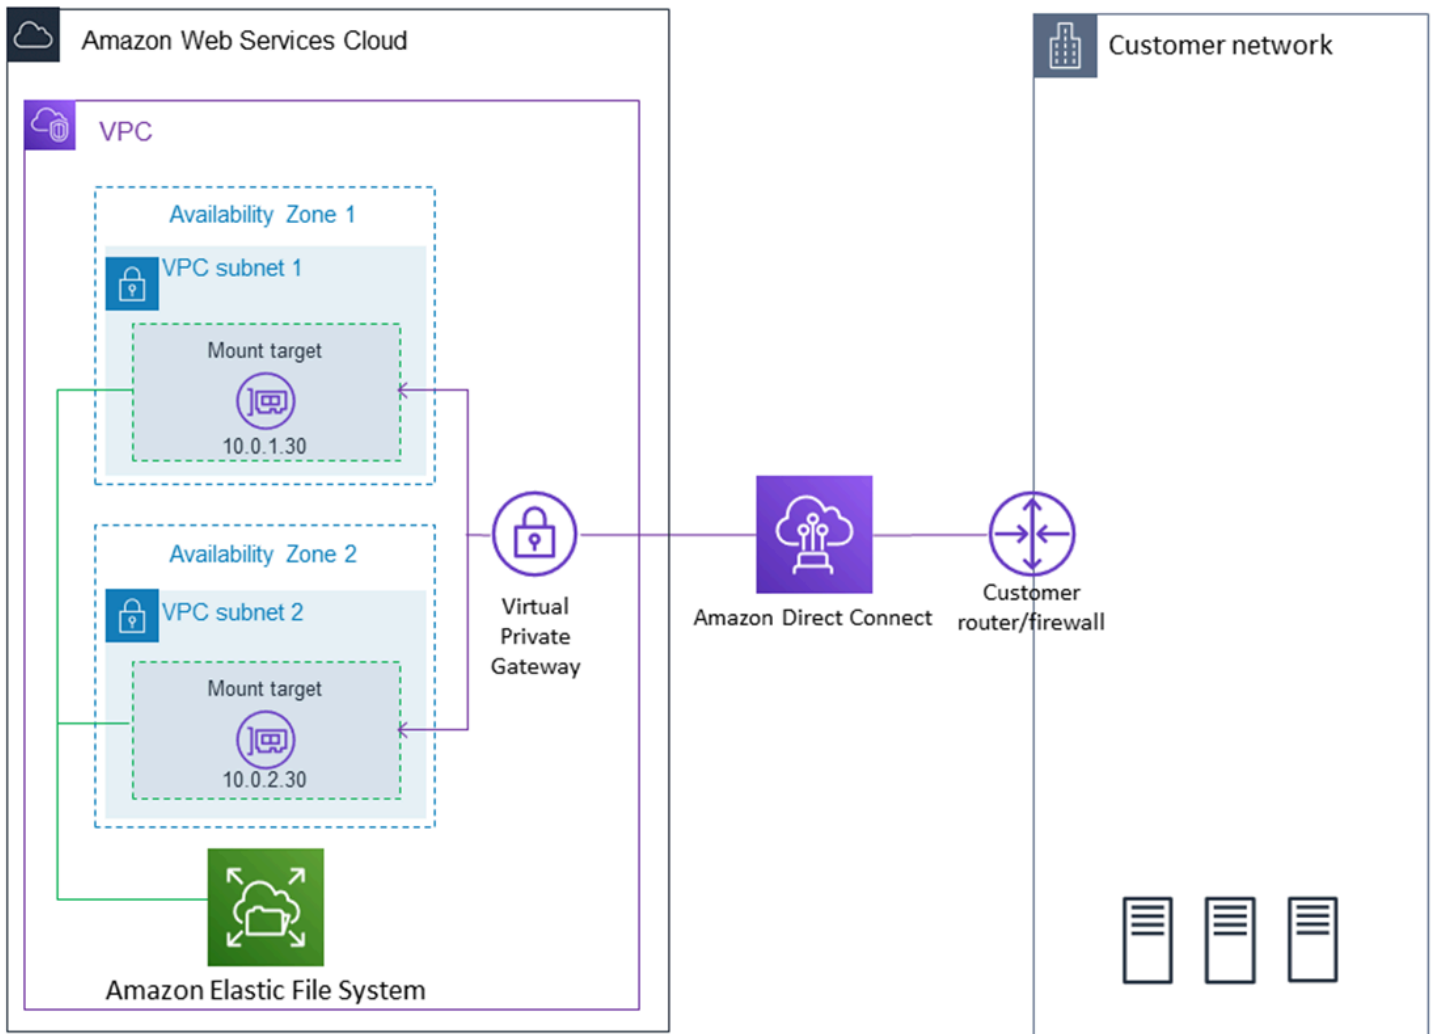 Amazon Web Services Cloud
Customer network
VPC
Availability Zone 1
VPC subnet 1
Mount target
10.0.1.30
Availability Zone 2
VPC subnet 2
Mount target
10.0.2.30
Virtual
Private
Gateway
Amazon Direct Connect
Customer
router/firewall
Amazon Elastic File System